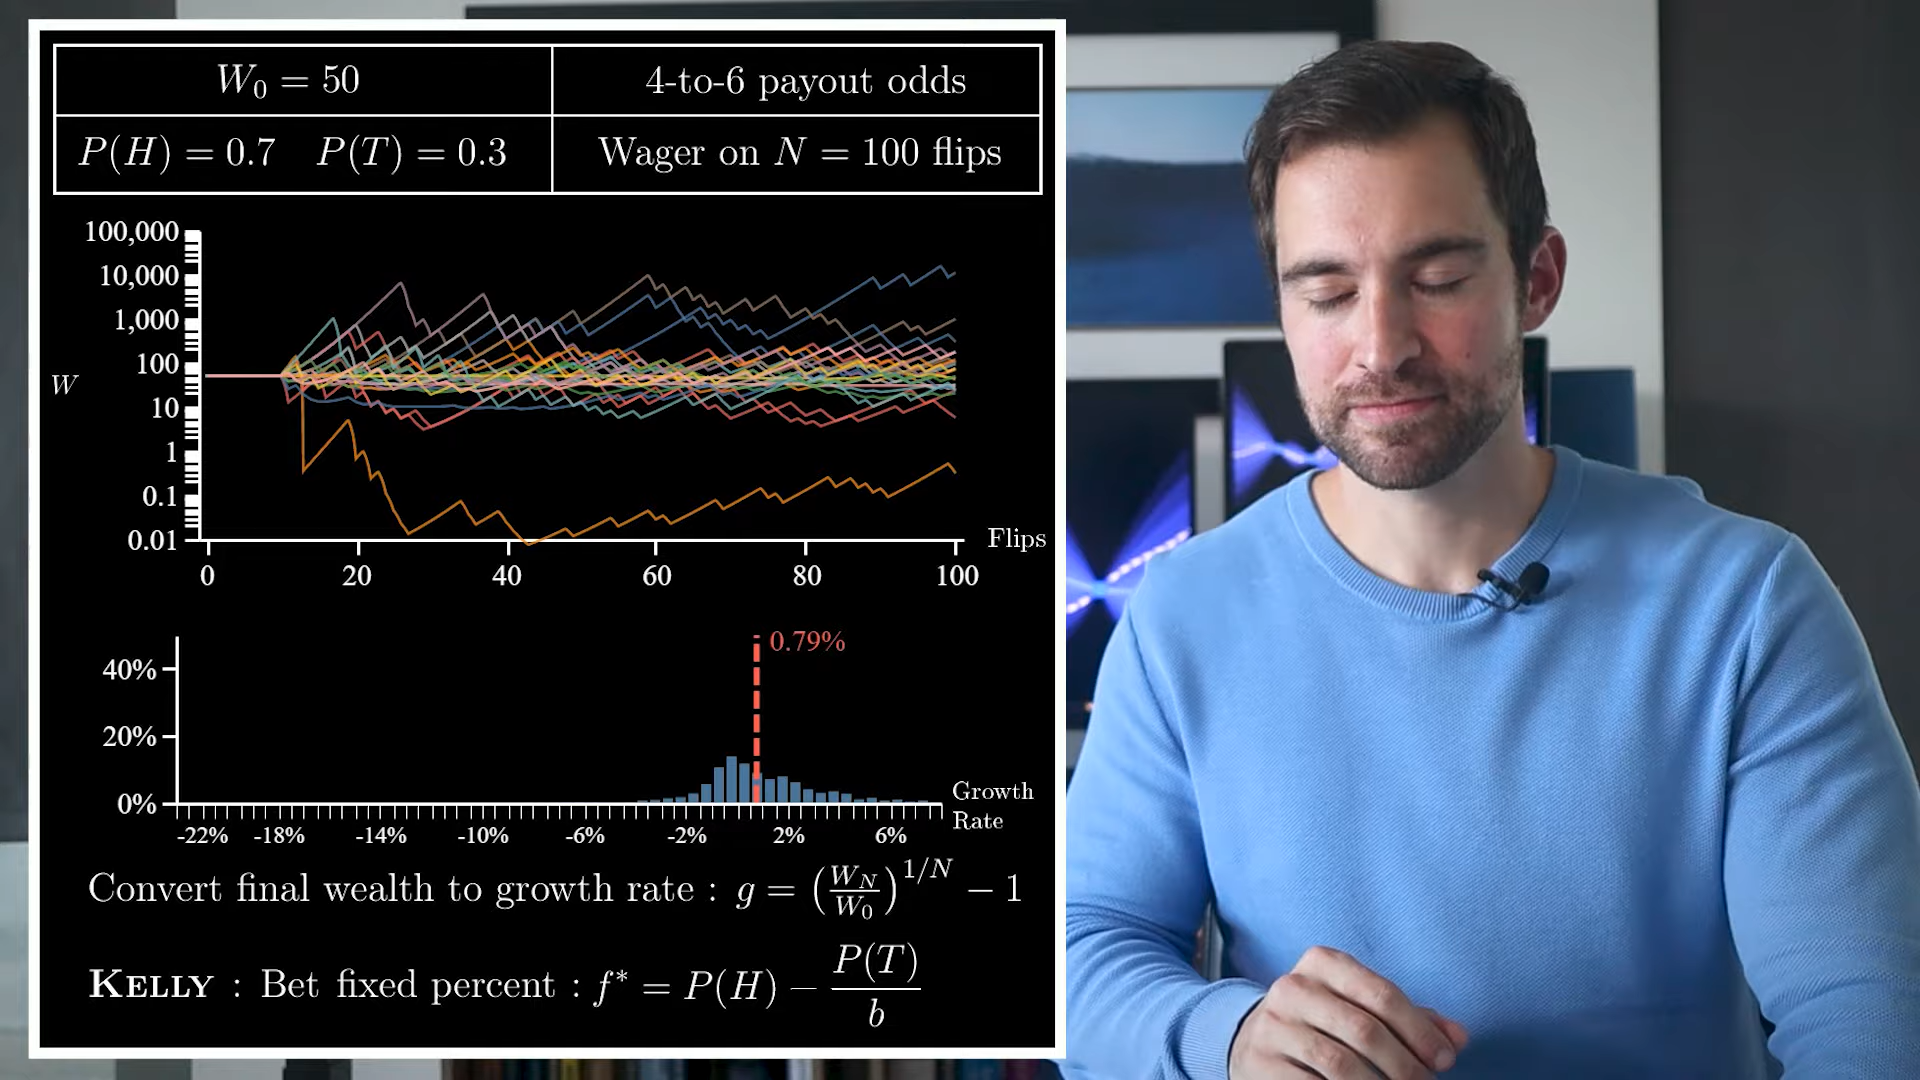 W₀ = 50
4-to-6 payout odds
P(H) = 0.7 P(T) = 0.3
Wager on N = 100 flips
100,000
10,000
1,000
100
W
10
1
0.1
0.01
Flips
0 20 40 60 80 100
0.79%
40%
20%
0%
Growth
Rate
-22% -18% -14% -10% -6% -2% 2% 6%
Convert final wealth to growth rate : g = (W_N/W₀)^{1/N} − 1
KELLY : Bet fixed percent : f* = P(H) − P(T)/b